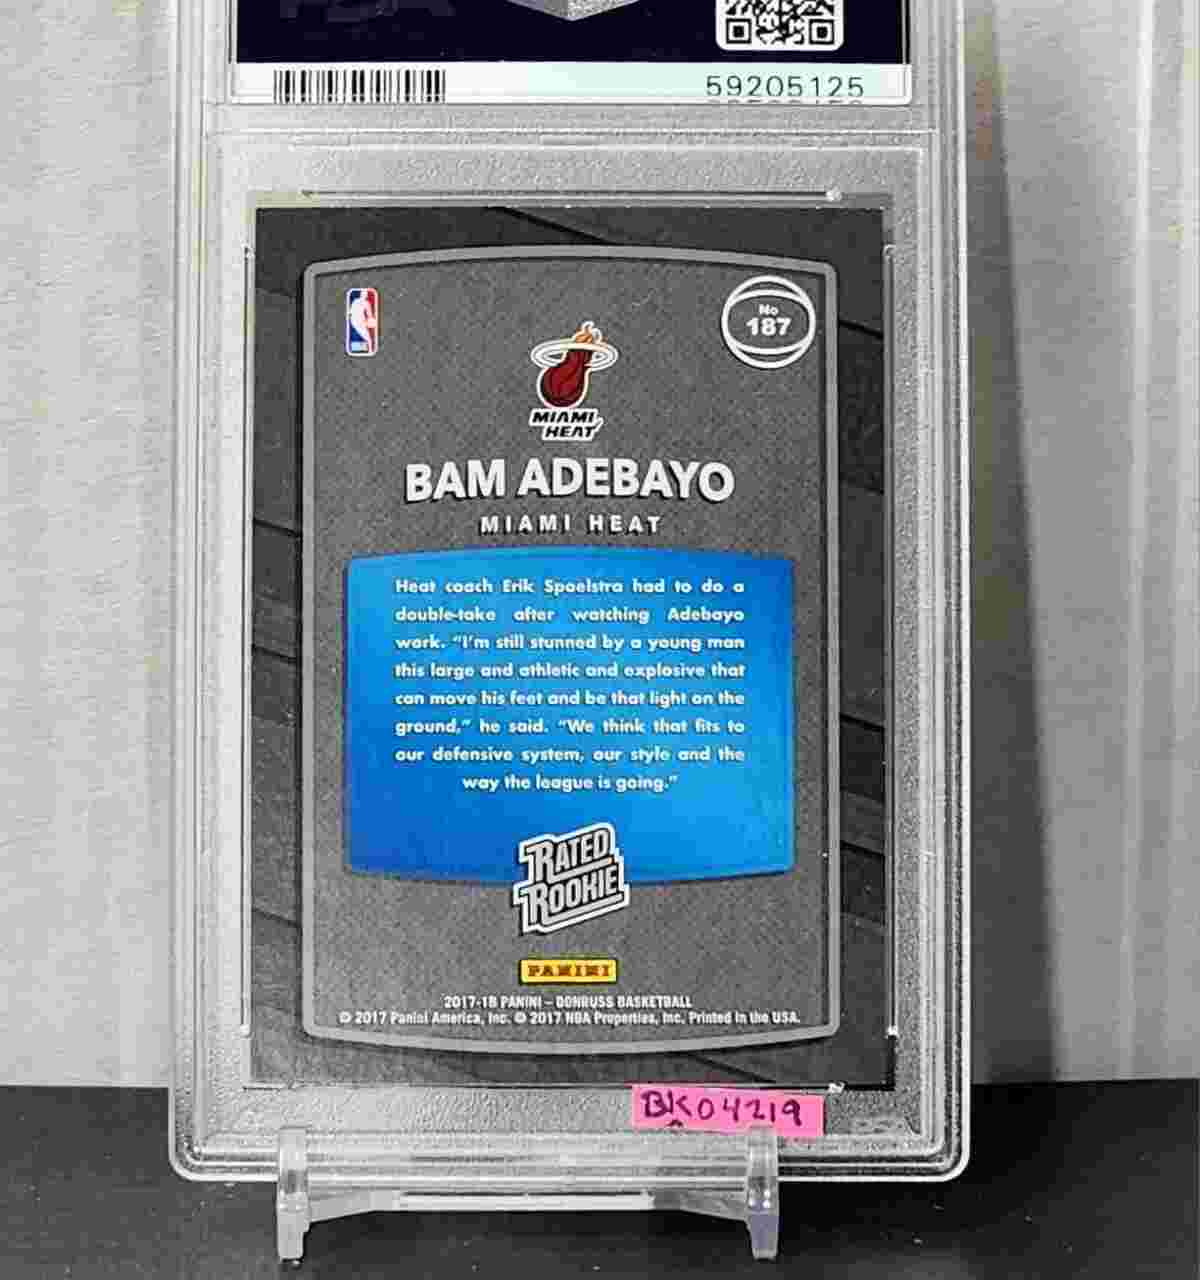 59205125
No
187
MIAMI
HEAT
BAM ADEBAYO
MIAMI HEAT
Heat coach Erik Spoelstra had to do a
double-take after watching Adebayo
work. "I'm still stunned by a young man
this large and athletic and explosive that
can move his feet and be that light on the
ground," he said. "We think that fits to
our defensive system, our style and the
way the league is going."
RATED
ROOKIE
PANINI
2017-18 PANINI – DONRUSS BASKETBALL
© 2017 Panini America, Inc. © 2017 NBA Properties, Inc. Printed in the USA.
BK04219